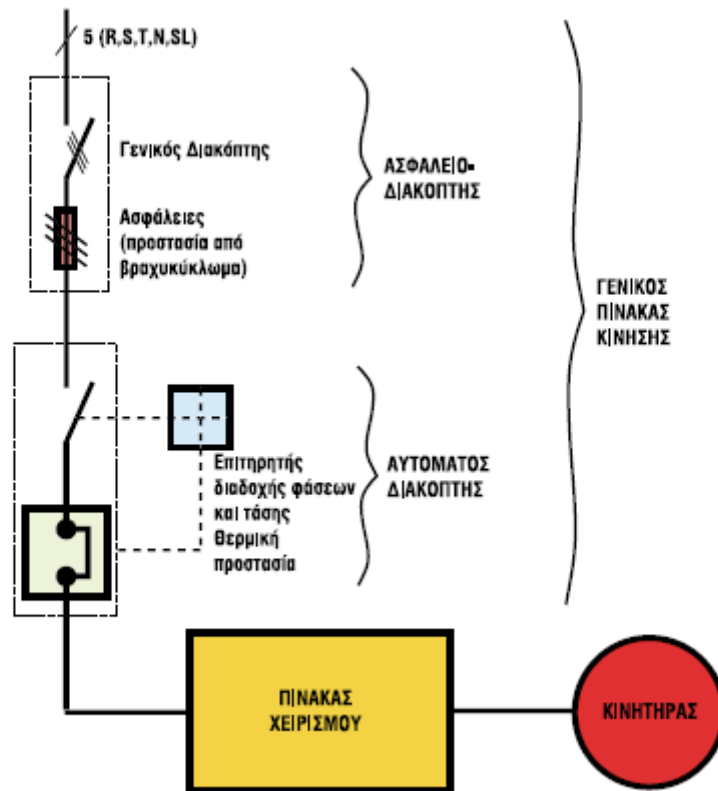 5 (R,S,T,N,SL)
Γενικός Διακόπτης
Ασφάλειες
(προστασία από
βραχυκύκλωμα)
ΑΣΦΑΛΕΙΟ-
ΔΙΑΚΟΠΤΗΣ
ΓΕΝΙΚΟΣ
ΠΙΝΑΚΑΣ
ΚΙΝΗΣΗΣ
Επιτηρητής
διαδοχής φάσεων
και τάσης
Θερμική
προστασία
ΑΥΤΟΜΑΤΟΣ
ΔΙΑΚΟΠΤΗΣ
ΠΙΝΑΚΑΣ
ΧΕΙΡΙΣΜΟΥ
ΚΙΝΗΤΗΡΑΣ